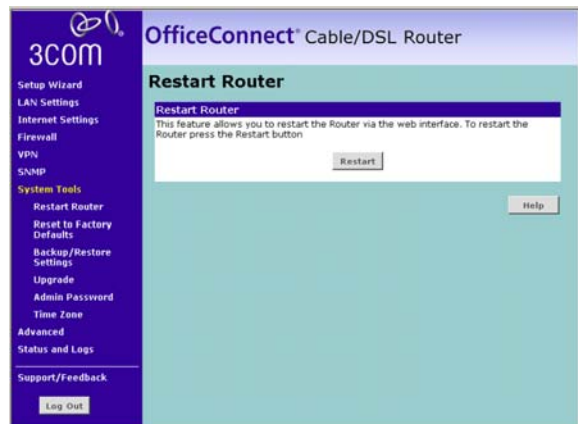 3com
OfficeConnect® Cable/DSL Router
Setup Wizard
LAN Settings
Internet Settings
Firewall
VPN
SNMP
System Tools
Restart Router
Reset to Factory
Defaults
Backup/Restore
Settings
Upgrade
Admin Password
Time Zone
Advanced
Status and Logs
Support/Feedback
Log Out
Restart Router
Restart Router
This feature allows you to restart the Router via the web interface. To restart the
Router press the Restart button
Restart
Help